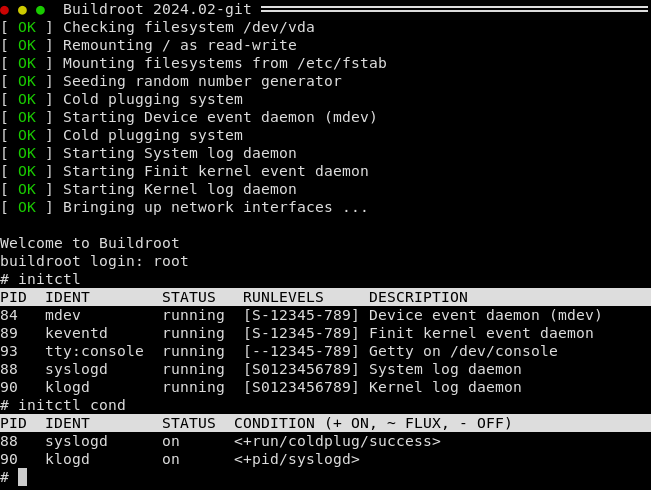 Buildroot 2024.02-git
[ OK ] Checking filesystem /dev/vda
[ OK ] Remounting / as read-write
[ OK ] Mounting filesystems from /etc/fstab
[ OK ] Seeding random number generator
[ OK ] Cold plugging system
[ OK ] Starting Device event daemon (mdev)
[ OK ] Cold plugging system
[ OK ] Starting System log daemon
[ OK ] Starting Finit kernel event daemon
[ OK ] Starting Kernel log daemon
[ OK ] Bringing up network interfaces ...

Welcome to Buildroot
buildroot login: root
# initctl
PID  IDENT        STATUS   RUNLEVELS     DESCRIPTION
84   mdev         running  [S-12345-789] Device event daemon (mdev)
89   keventd      running  [S-12345-789] Finit kernel event daemon
93   tty:console  running  [--12345-789] Getty on /dev/console
88   syslogd      running  [S0123456789] System log daemon
90   klogd        running  [S0123456789] Kernel log daemon
# initctl cond
PID  IDENT        STATUS  CONDITION (+ ON, ~ FLUX, - OFF)
88   syslogd      on      <+run/coldplug/success>
90   klogd        on      <+pid/syslogd>
#